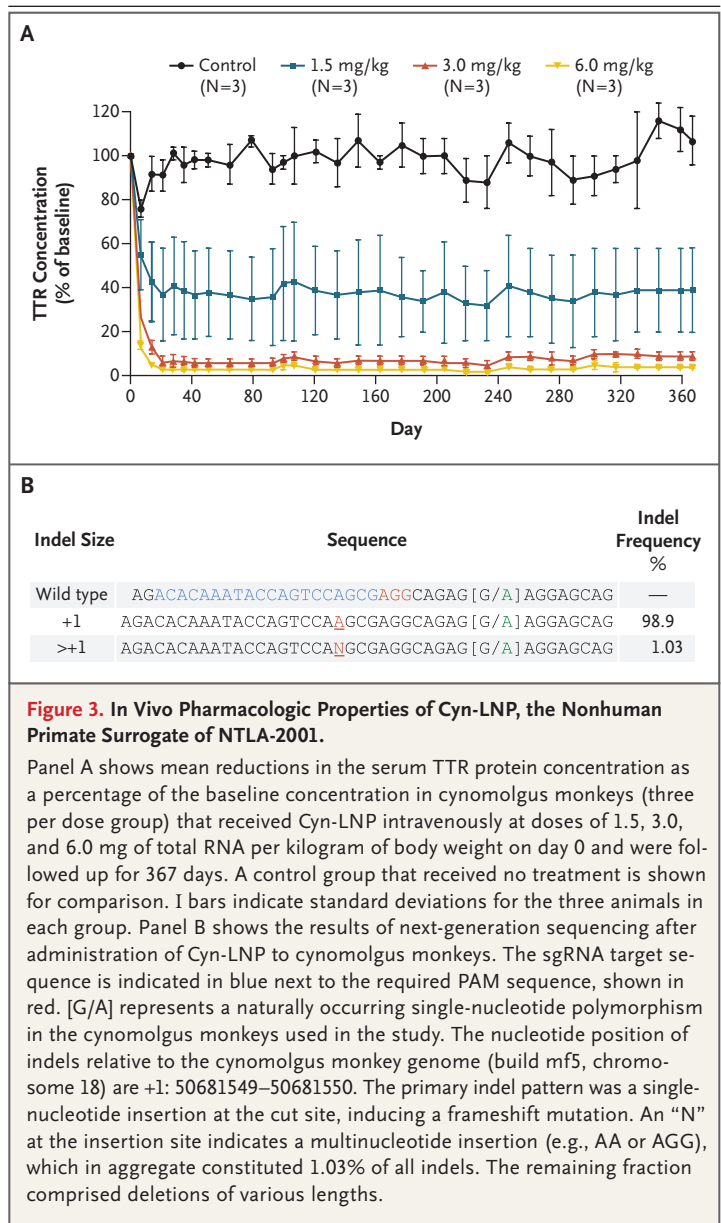 A
Control (N=3) 1.5 mg/kg (N=3) 3.0 mg/kg (N=3) 6.0 mg/kg (N=3)
TTR Concentration
(% of baseline)
120
100
80
60
40
20
0
0 40 80 120 160 200 240 280 320 360
Day
B
Indel Size Sequence Indel Frequency
%
Wild type AGACACAAATACCAGTCCAGCGAGGCAGAG[G/A]AGGAGCAG —
+1 AGACACAAATACCAGTCCAAGCGAGGCAGAG[G/A]AGGAGCAG 98.9
>+1 AGACACAAATACCAGTCCANGCGAGGCAGAG[G/A]AGGAGCAG 1.03
Figure 3. In Vivo Pharmacologic Properties of Cyn-LNP, the Nonhuman
Primate Surrogate of NTLA-2001.
Panel A shows mean reductions in the serum TTR protein concentration as
a percentage of the baseline concentration in cynomolgus monkeys (three
per dose group) that received Cyn-LNP intravenously at doses of 1.5, 3.0,
and 6.0 mg of total RNA per kilogram of body weight on day 0 and were fol-
lowed up for 367 days. A control group that received no treatment is shown
for comparison. I bars indicate standard deviations for the three animals in
each group. Panel B shows the results of next-generation sequencing after
administration of Cyn-LNP to cynomolgus monkeys. The sgRNA target se-
quence is indicated in blue next to the required PAM sequence, shown in
red. [G/A] represents a naturally occurring single-nucleotide polymorphism
in the cynomolgus monkeys used in the study. The nucleotide position of
indels relative to the cynomolgus monkey genome (build mf5, chromo-
some 18) are +1: 50681549–50681550. The primary indel pattern was a single-
nucleotide insertion at the cut site, inducing a frameshift mutation. An “N”
at the insertion site indicates a multinucleotide insertion (e.g., AA or AGG),
which in aggregate constituted 1.03% of all indels. The remaining fraction
comprised deletions of various lengths.